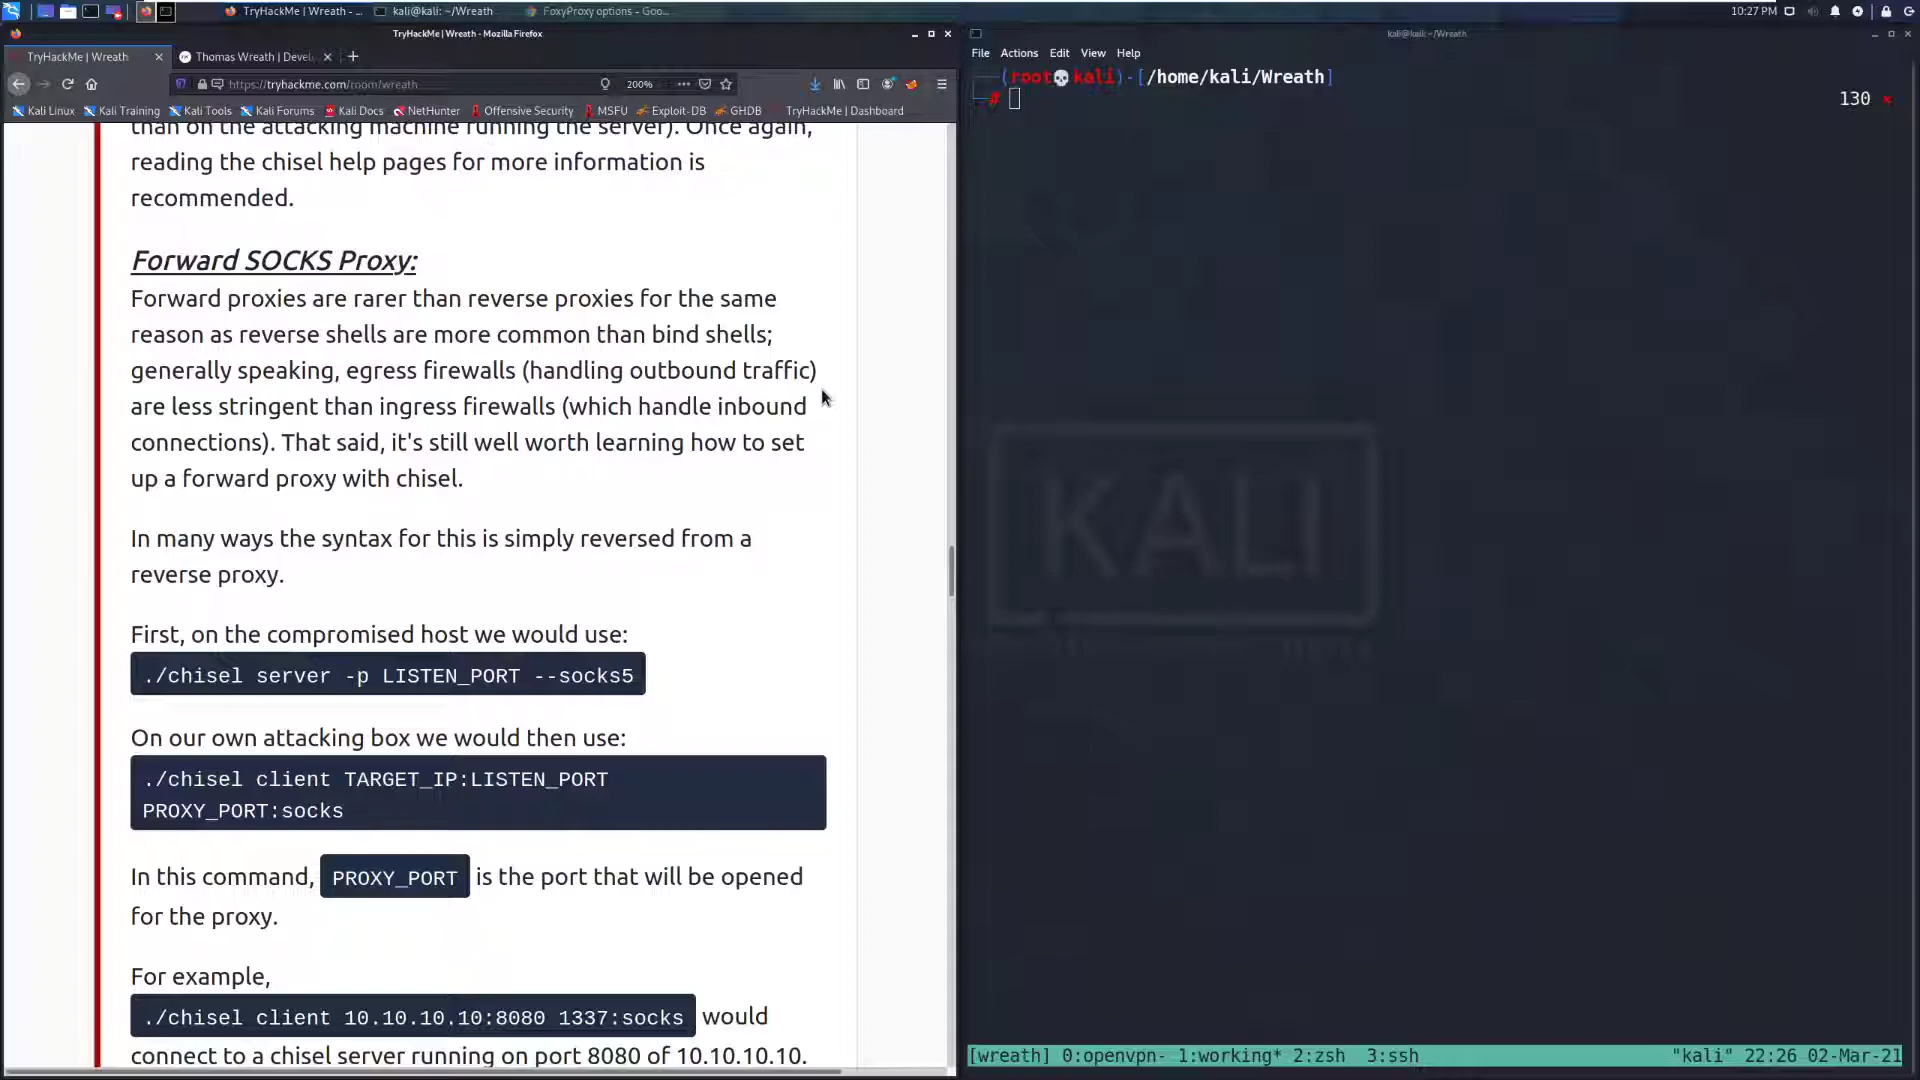 TryHackMe | Wreath - ...
kali@kali: ~/Wreath
FoxyProxy options - Goo...
10:27 PM
TryHackMe | Wreath - Mozilla Firefox
TryHackMe | Wreath
Thomas Wreath | Devel
https://tryhackme.com/room/wreath
200%
Kali Linux
Kali Training
Kali Tools
Kali Forums
Kali Docs
NetHunter
Offensive Security
MSFU
Exploit-DB
GHDB
TryHackMe | Dashboard
than on the attacking machine running the server). Once again,
reading the chisel help pages for more information is
recommended.
Forward SOCKS Proxy:
Forward proxies are rarer than reverse proxies for the same
reason as reverse shells are more common than bind shells;
generally speaking, egress firewalls (handling outbound traffic)
are less stringent than ingress firewalls (which handle inbound
connections). That said, it's still well worth learning how to set
up a forward proxy with chisel.
In many ways the syntax for this is simply reversed from a
reverse proxy.
First, on the compromised host we would use:
./chisel server -p LISTEN_PORT --socks5
On our own attacking box we would then use:
./chisel client TARGET_IP:LISTEN_PORT
PROXY_PORT:socks
In this command, PROXY_PORT is the port that will be opened
for the proxy.
For example,
./chisel client 10.10.10.10:8080 1337:socks would
connect to a chisel server running on port 8080 of 10.10.10.10.
kali@kali: ~/Wreath
File Actions Edit View Help
(root💀kali)-[/home/kali/Wreath]
#
130 ⨯
KALI
[wreath] 0:openvpn- 1:working* 2:zsh 3:ssh
"kali" 22:26 02-Mar-21